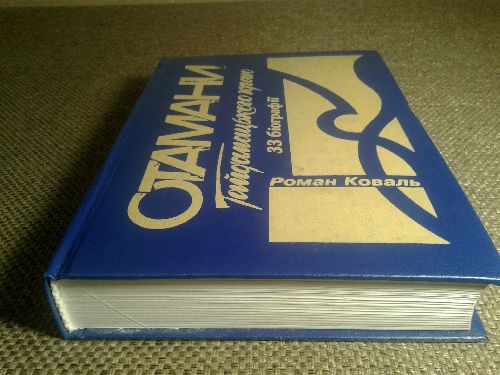 ОТАМАНИ
Гайдамацького краю
33 біографії
Роман Коваль